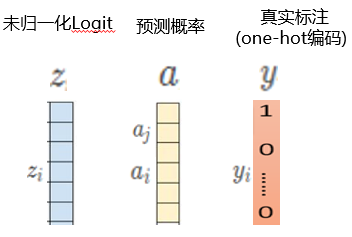 未归一化Logit
预测概率
真实标注
(one-hot编码)
z
a
y
1
a_j
0
z_i
a_i
y_i
......
0